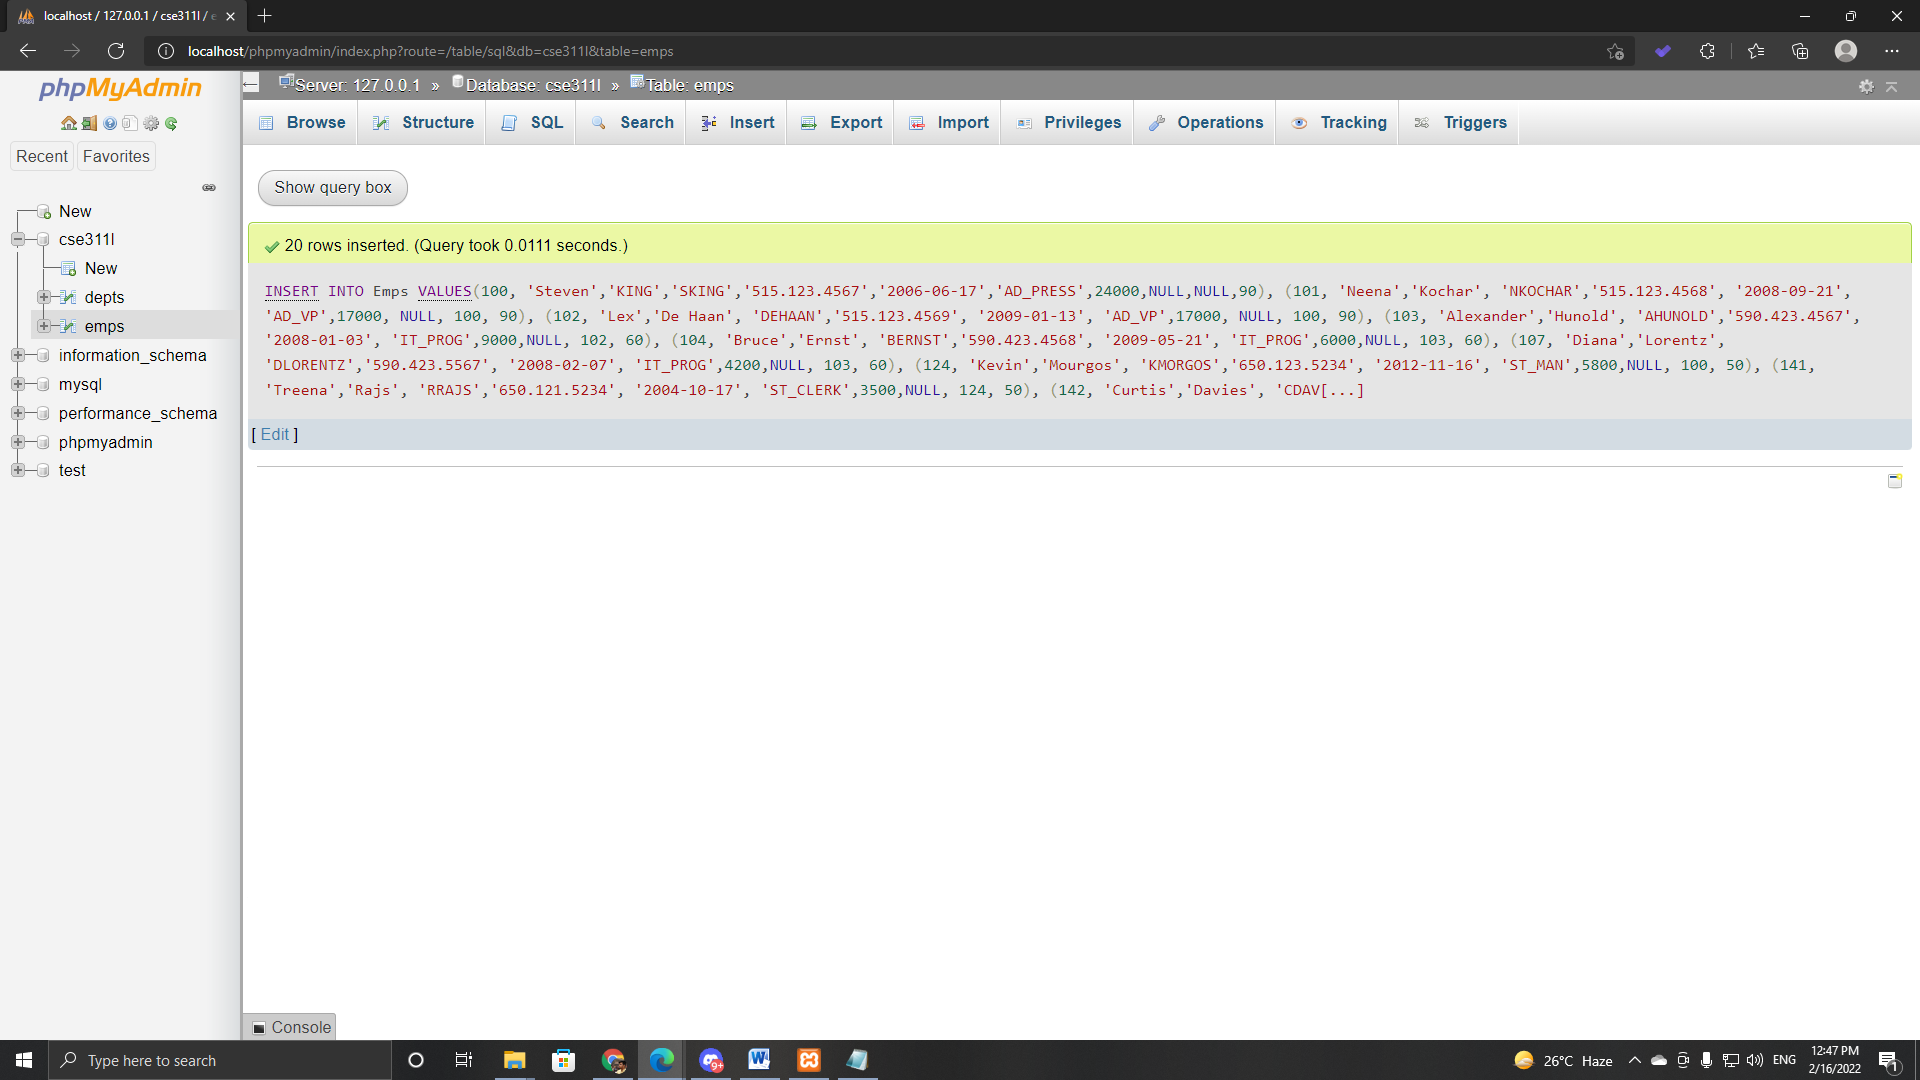 localhost / 127.0.0.1 / cse311l / e
localhost/phpmyadmin/index.php?route=/table/sql&db=cse311l&table=emps
phpMyAdmin
Recent Favorites
New
cse311l
New
depts
emps
information_schema
mysql
performance_schema
phpmyadmin
test
Server: 127.0.0.1 » Database: cse311l » Table: emps
Browse Structure SQL Search Insert Export Import Privileges Operations Tracking Triggers
Show query box
20 rows inserted. (Query took 0.0111 seconds.)
INSERT INTO Emps VALUES(100, 'Steven','KING','SKING','515.123.4567','2006-06-17','AD_PRESS',24000,NULL,NULL,90), (101, 'Neena','Kochar', 'NKOCHAR','515.123.4568', '2008-09-21',
'AD_VP',17000, NULL, 100, 90), (102, 'Lex','De Haan', 'DEHAAN','515.123.4569', '2009-01-13', 'AD_VP',17000, NULL, 100, 90), (103, 'Alexander','Hunold', 'AHUNOLD','590.423.4567',
'2008-01-03', 'IT_PROG',9000,NULL, 102, 60), (104, 'Bruce','Ernst', 'BERNST','590.423.4568', '2009-05-21', 'IT_PROG',6000,NULL, 103, 60), (107, 'Diana','Lorentz',
'DLORENTZ','590.423.5567', '2008-02-07', 'IT_PROG',4200,NULL, 103, 60), (124, 'Kevin','Mourgos', 'KMORGOS','650.123.5234', '2012-11-16', 'ST_MAN',5800,NULL, 100, 50), (141,
'Treena','Rajs', 'RRAJS','650.121.5234', '2004-10-17', 'ST_CLERK',3500,NULL, 124, 50), (142, 'Curtis','Davies', 'CDAV[...]
[ Edit ]
Console
Type here to search
9+
26°C Haze
ENG
12:47 PM
2/16/2022
1